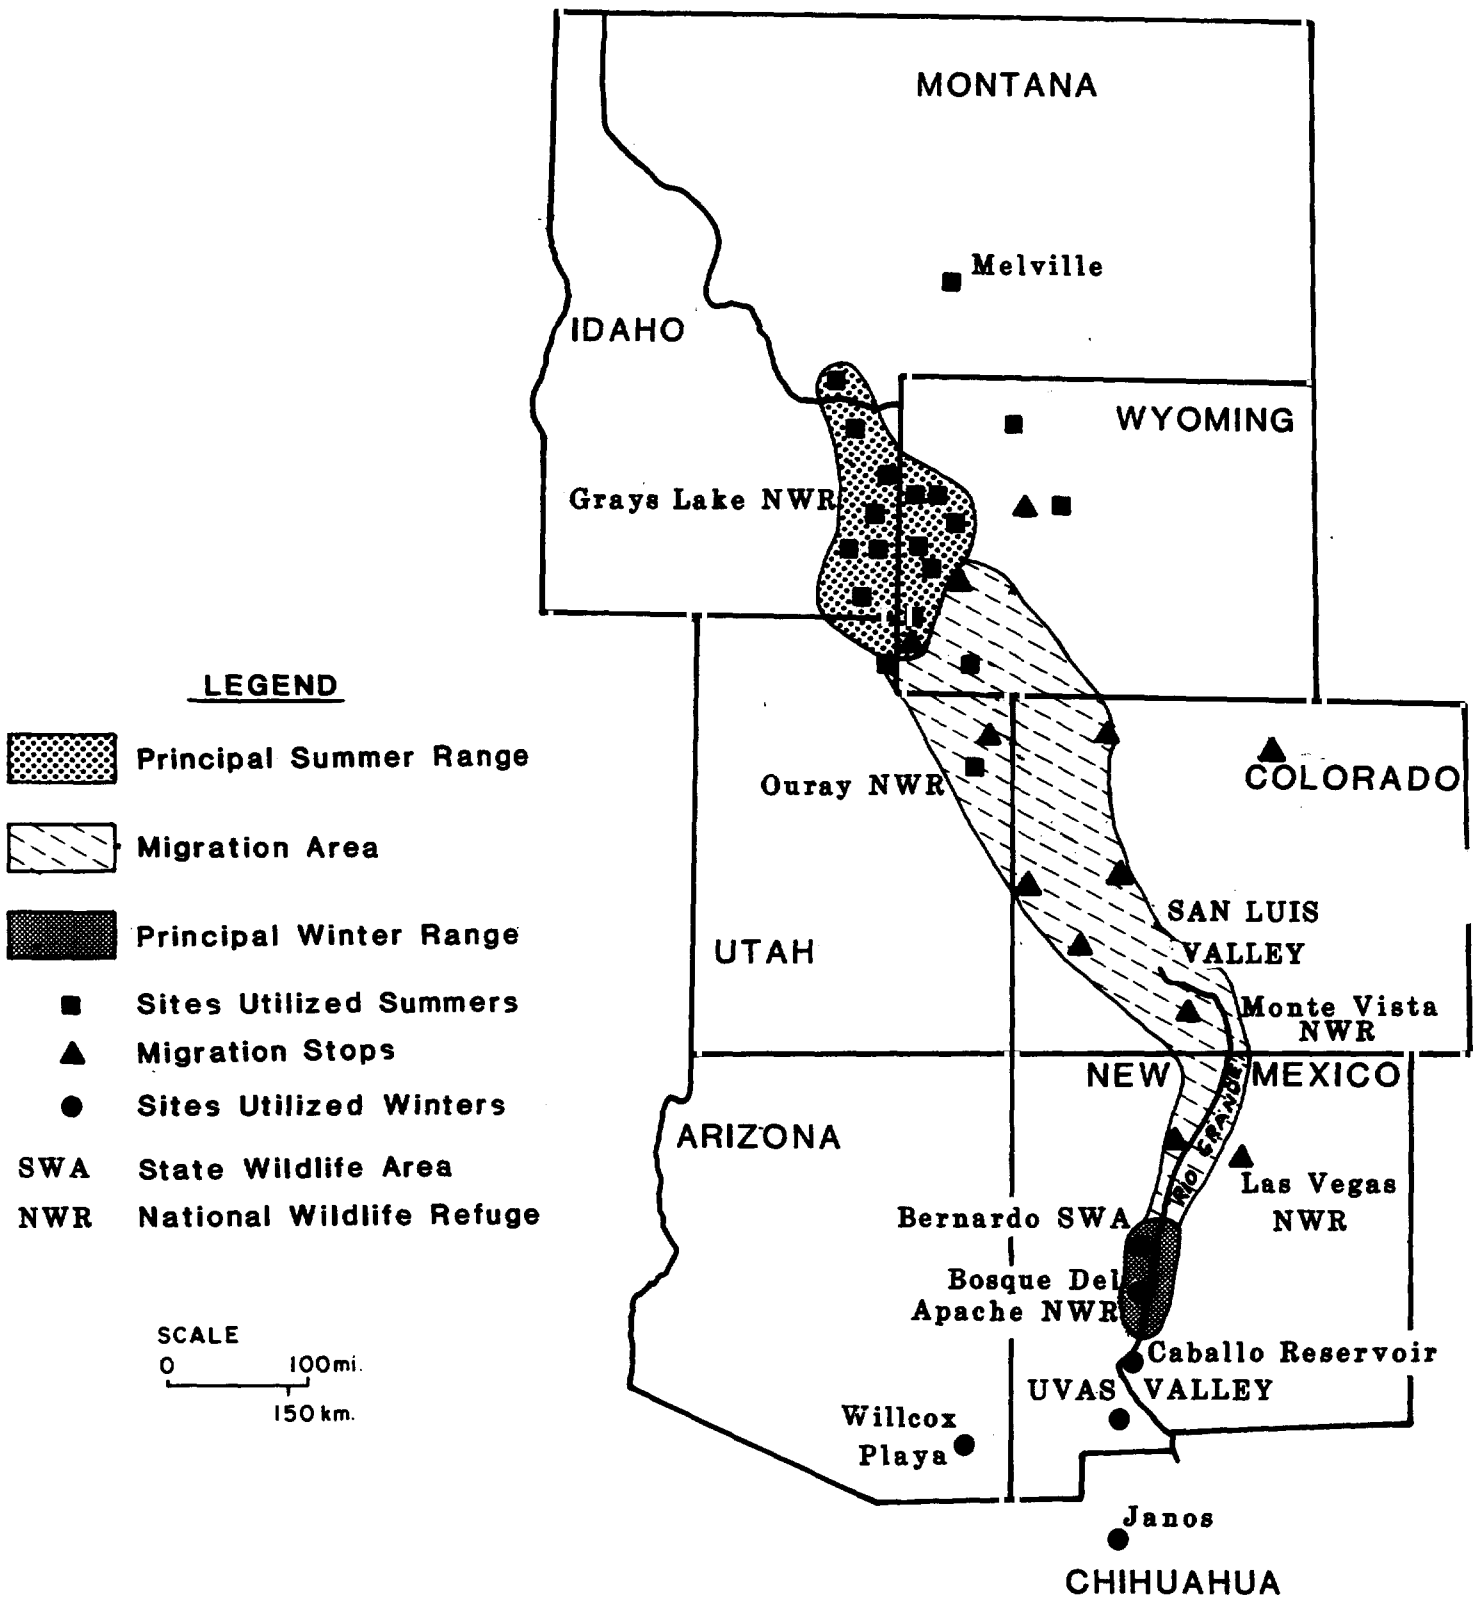 MONTANA
Melville
IDAHO
WYOMING
Grays Lake NWR
LEGEND
Principal Summer Range
Migration Area
Principal Winter Range
Sites Utilized Summers
Migration Stops
Sites Utilized Winters
SWA State Wildlife Area
NWR National Wildlife Refuge
SCALE
0 100mi.
150 km.
Ouray NWR
COLORADO
SAN LUIS
VALLEY
UTAH
Monte Vista
NWR
NEW MEXICO
RIO GRANDE
ARIZONA
Las Vegas
NWR
Bernardo SWA
Bosque Del
Apache NWR
Caballo Reservoir
UVAS VALLEY
Willcox
Playa
Janos
CHIHUAHUA